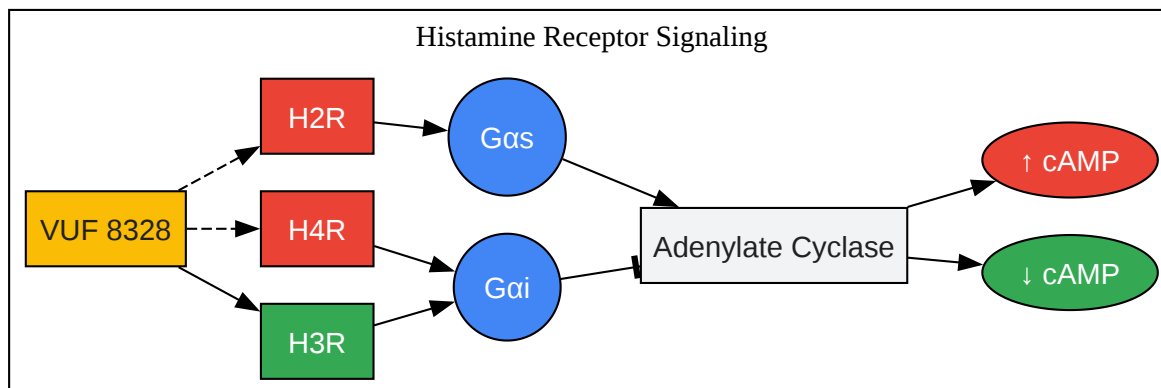 Histamine Receptor Signaling
H2R
Gαs
↑ cAMP
VUF 8328
H4R
Adenylate Cyclase
Gαi
↓ cAMP
H3R